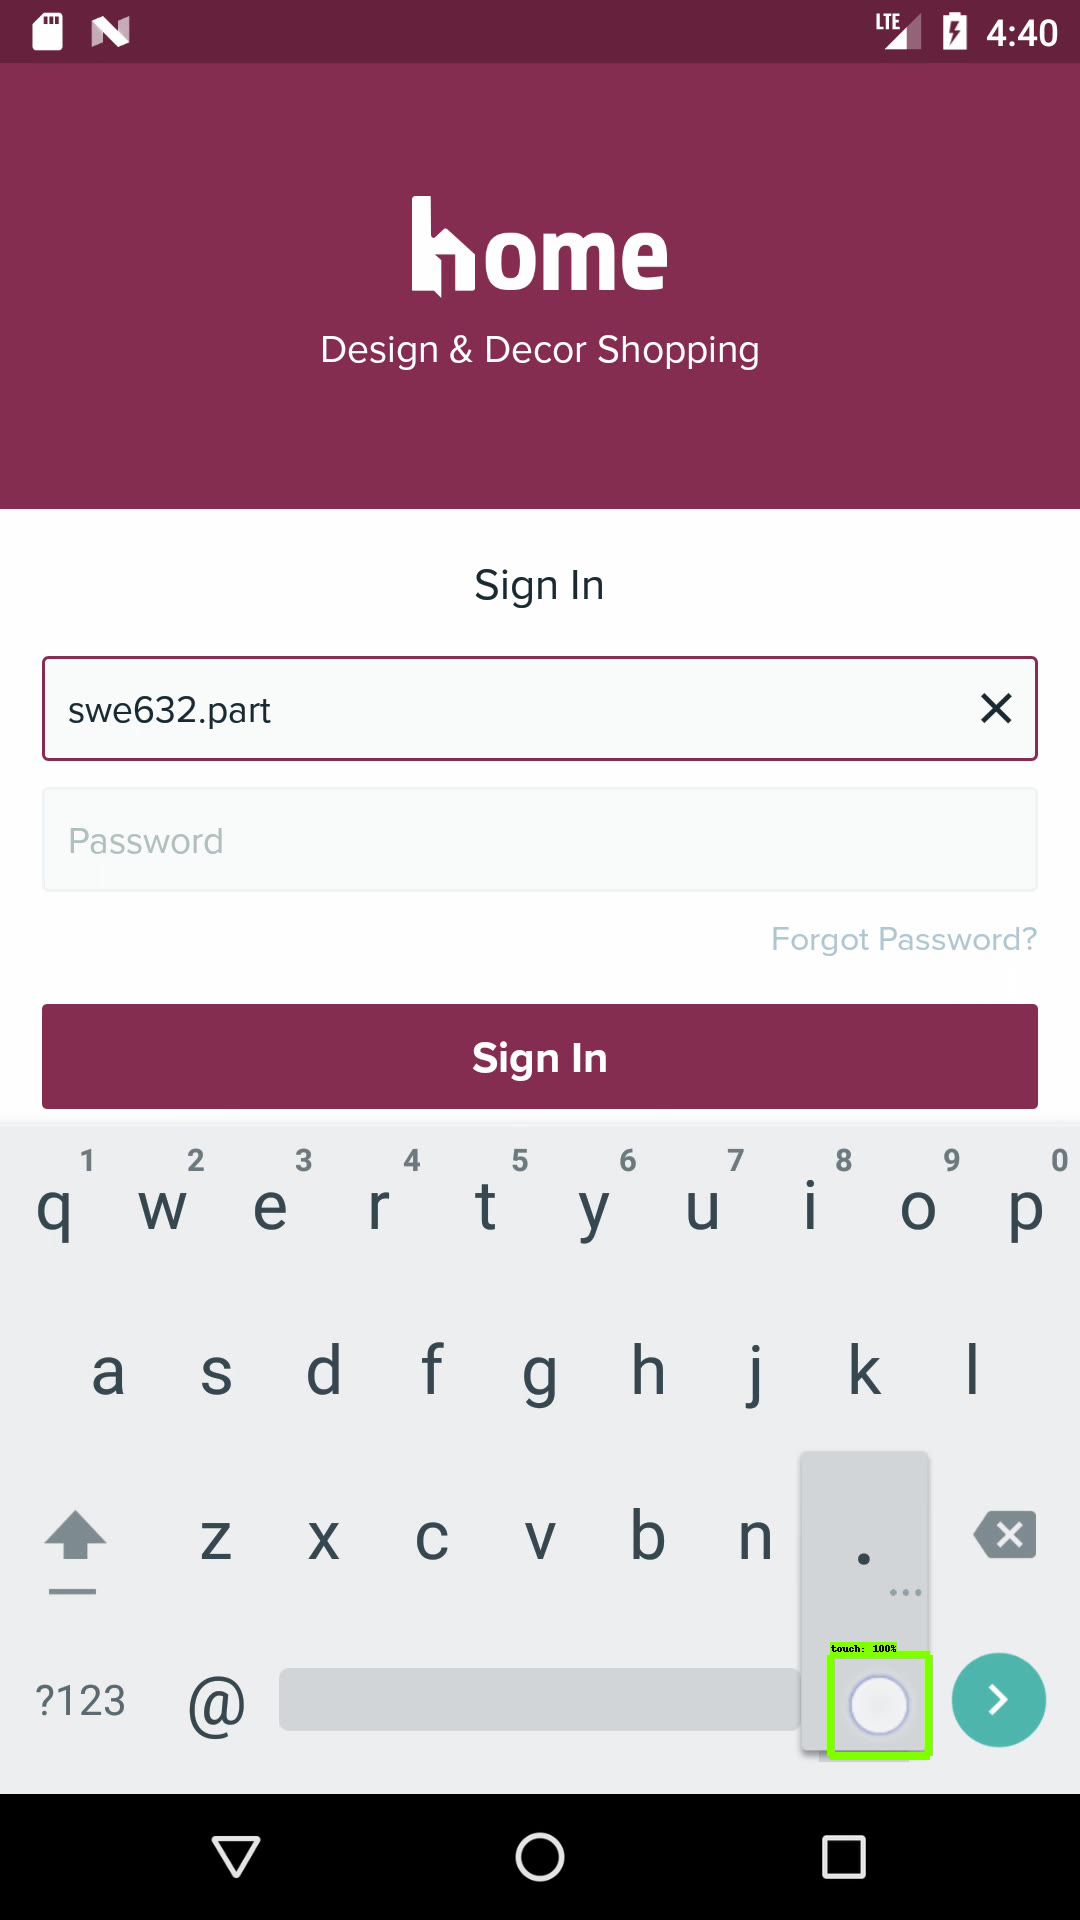 LTE 4:40
home
Design & Decor Shopping
Sign In
swe632.part
Password
Forgot Password?
Sign In
1 2 3 4 5 6 7 8 9 0
q w e r t y u i o p
a s d f g h j k l
z x c v b n .
...
touch: 100%
?123 @